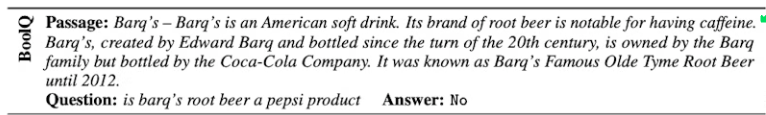 BoolQ
Passage: Barq's – Barq's is an American soft drink. Its brand of root beer is notable for having caffeine.
Barq's, created by Edward Barq and bottled since the turn of the 20th century, is owned by the Barq
family but bottled by the Coca-Cola Company. It was known as Barq's Famous Olde Tyme Root Beer
until 2012.
Question: is barq's root beer a pepsi product Answer: No